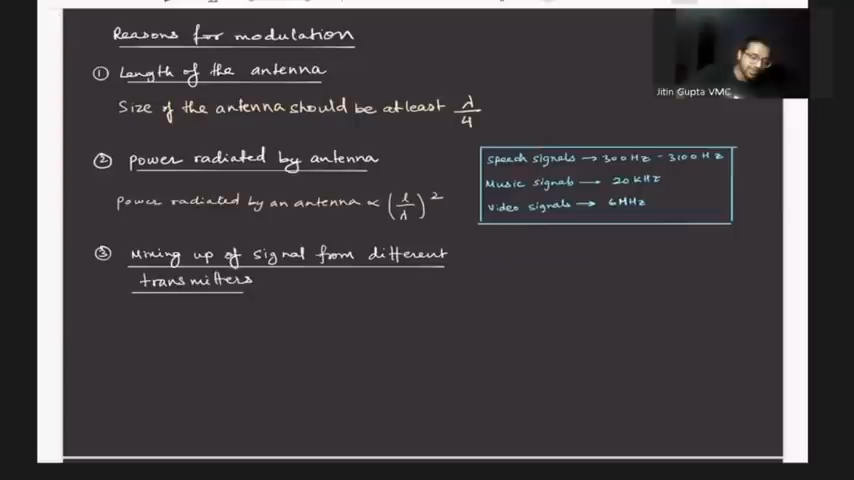 Reasons for modulation
Jitin Gupta VMC
① Length of the antenna
Size of the antenna should be atleast λ/4
② Power radiated by antenna
Power radiated by an antenna ∝ (l/λ)²
Speech signals → 300 Hz - 3100 Hz
Music signals → 20 KHz
Video signals → 6 MHz
③ Mixing up of signal from different
transmitters